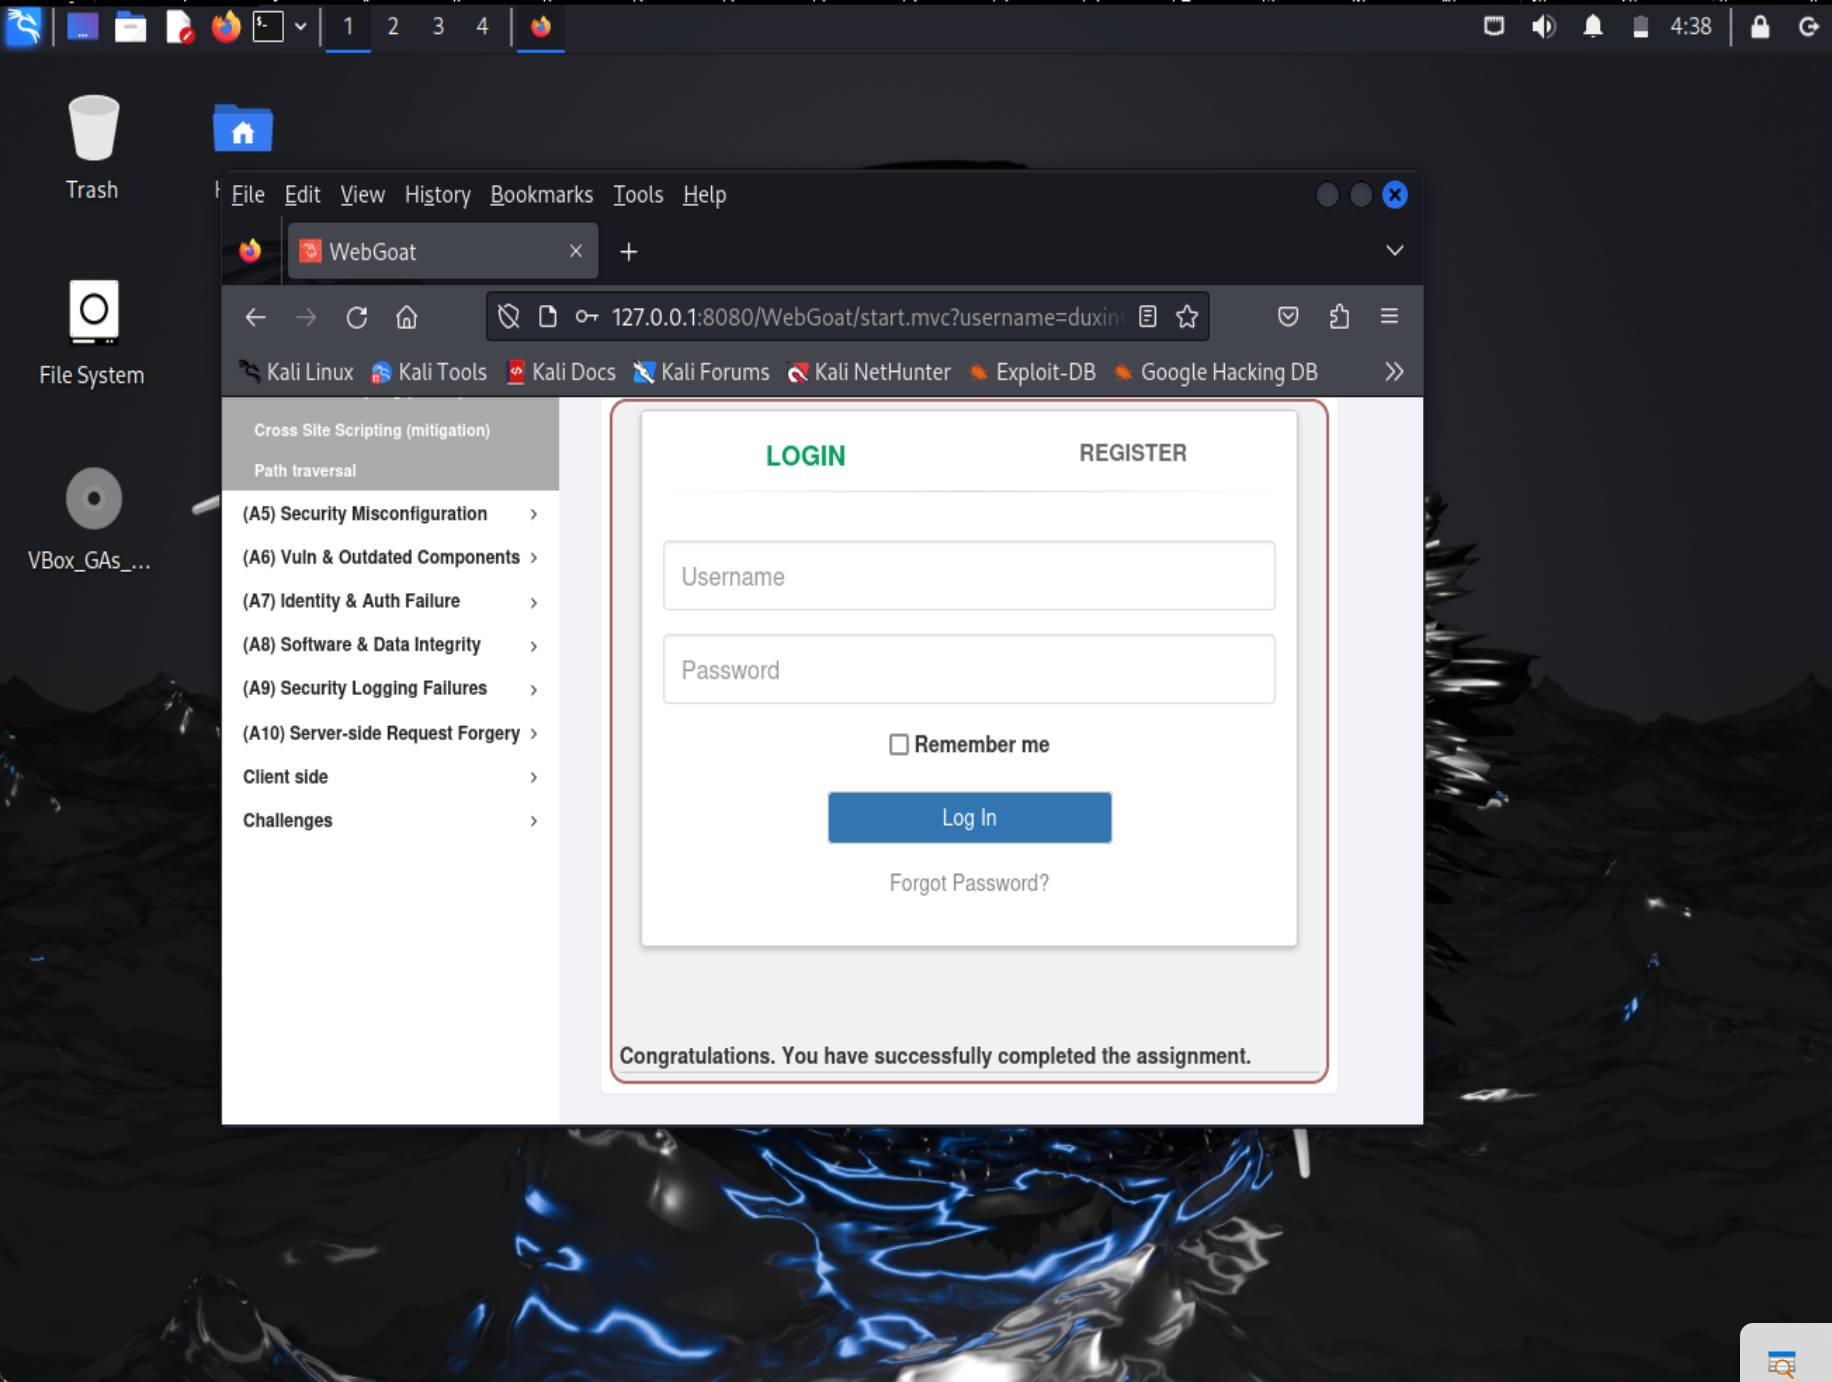 1 2 3 4
4:38
Trash
File System
VBox_GAs_...
File Edit View History Bookmarks Tools Help
WebGoat
127.0.0.1:8080/WebGoat/start.mvc?username=duxin
Kali Linux Kali Tools Kali Docs Kali Forums Kali NetHunter Exploit-DB Google Hacking DB
Cross Site Scripting (mitigation)
Path traversal
(A5) Security Misconfiguration
(A6) Vuln & Outdated Components
(A7) Identity & Auth Failure
(A8) Software & Data Integrity
(A9) Security Logging Failures
(A10) Server-side Request Forgery
Client side
Challenges
LOGIN REGISTER
Username
Password
Remember me
Log In
Forgot Password?
Congratulations. You have successfully completed the assignment.